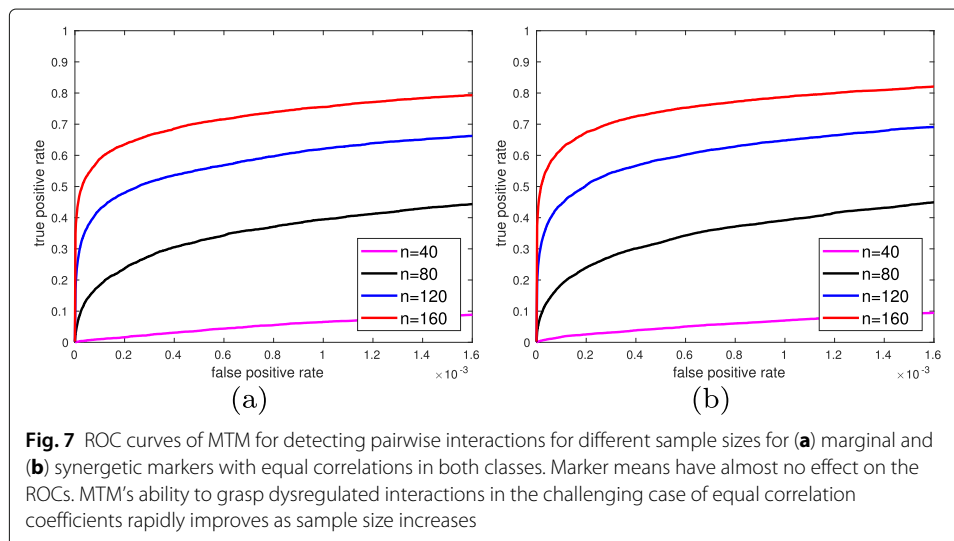 1
0.9
0.8
0.7
0.6
0.5
0.4
0.3
0.2
0.1
0
true positive rate
n=40
n=80
n=120
n=160
0 0.2 0.4 0.6 0.8 1 1.2 1.4 1.6
false positive rate ×10⁻³
(a)
1
0.9
0.8
0.7
0.6
0.5
0.4
0.3
0.2
0.1
0
true positive rate
n=40
n=80
n=120
n=160
0 0.2 0.4 0.6 0.8 1 1.2 1.4 1.6
false positive rate ×10⁻³
(b)
Fig. 7 ROC curves of MTM for detecting pairwise interactions for different sample sizes for (a) marginal and
(b) synergetic markers with equal correlations in both classes. Marker means have almost no effect on the
ROCs. MTM's ability to grasp dysregulated interactions in the challenging case of equal correlation
coefficients rapidly improves as sample size increases